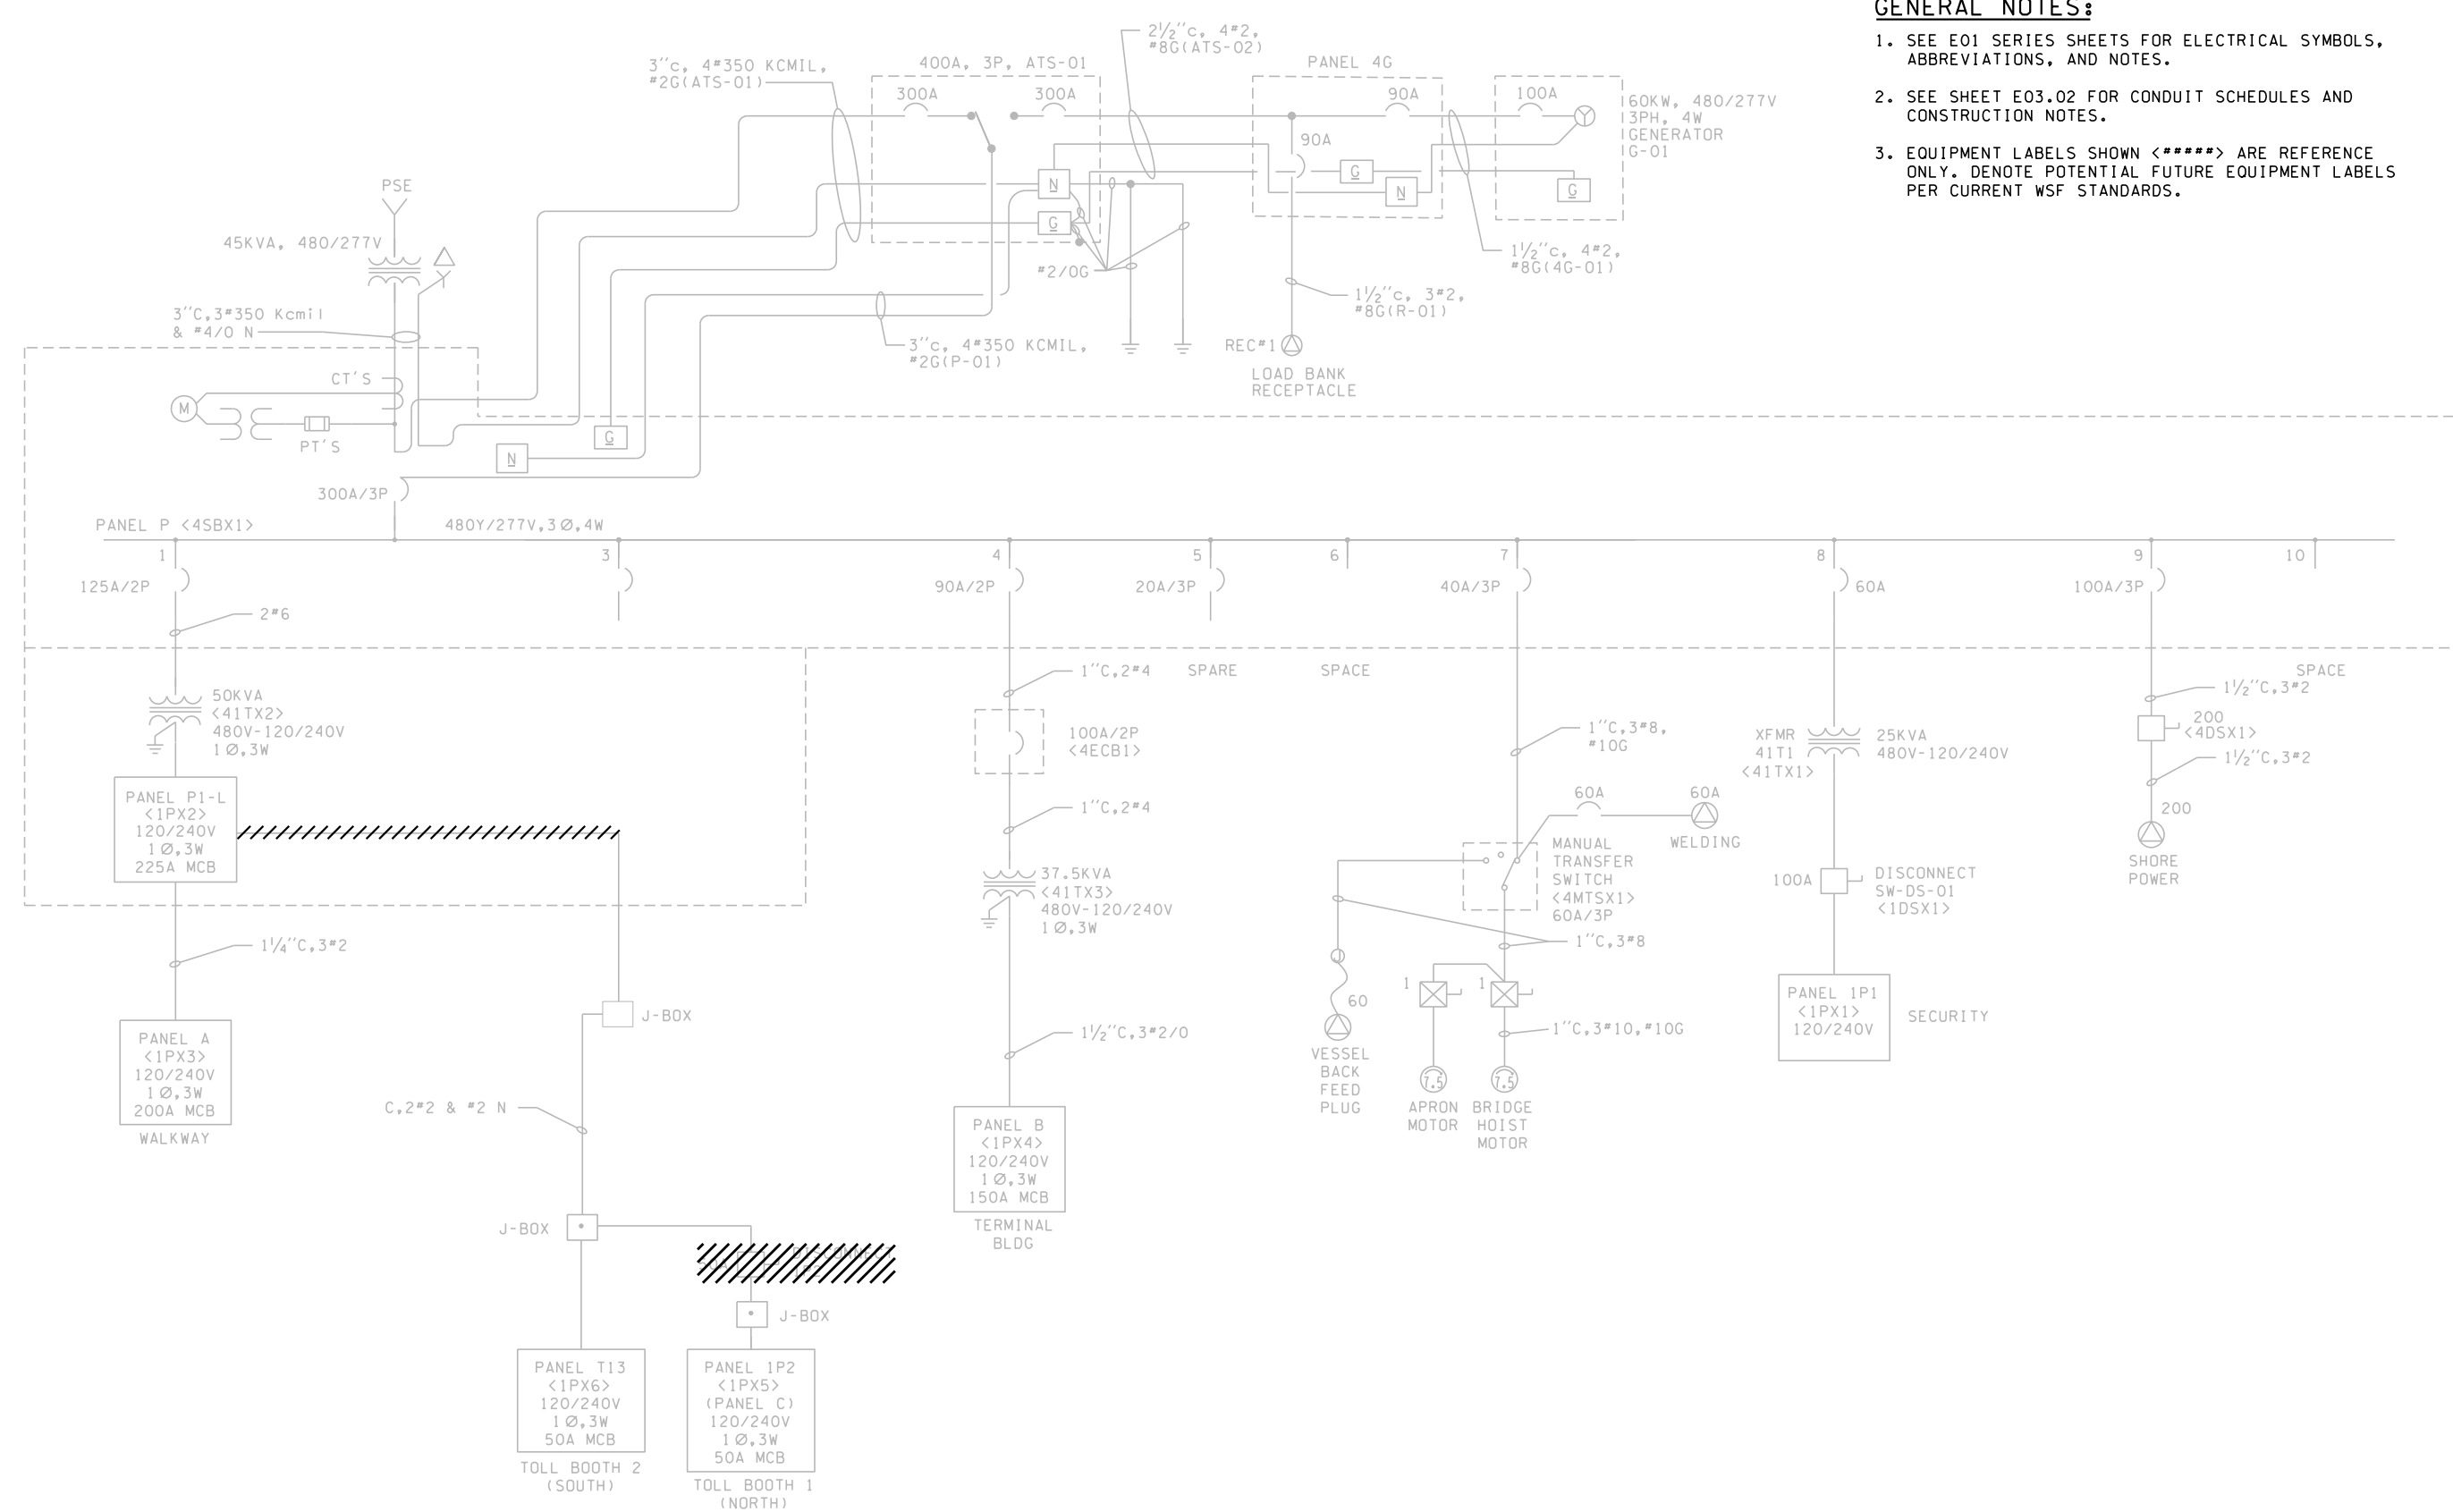 GENERAL NOTES:
1. SEE E01 SERIES SHEETS FOR ELECTRICAL SYMBOLS,
ABBREVIATIONS, AND NOTES.
2. SEE SHEET E03.02 FOR CONDUIT SCHEDULES AND
CONSTRUCTION NOTES.
3. EQUIPMENT LABELS SHOWN <#####> ARE REFERENCE
ONLY. DENOTE POTENTIAL FUTURE EQUIPMENT LABELS
PER CURRENT WSF STANDARDS.
3"c, 4#350 KCMIL,
#2G(ATS-01)
400A, 3P, ATS-01
300A
300A
2½"c, 4#2,
#8G(ATS-02)
PANEL 4G
90A
90A
100A
60KW, 480/277V
3PH, 4W
GENERATOR
G-01
N
G
G
N
G
#2/0G
1½"c, 4#2,
#8G(4G-01)
1½"c, 3#2,
#8G(R-01)
3"c, 4#350 KCMIL,
#2G(P-01)
REC#1
LOAD BANK
RECEPTACLE
PSE
45KVA, 480/277V
3"C,3#350 Kcmil
& #4/0 N
CT'S
M
PT'S
N
G
300A/3P
PANEL P <4SBX1>
480Y/277V,3Ø,4W
1
3
4
5
6
7
8
9
10
125A/2P
90A/2P
20A/3P
40A/3P
60A
100A/3P
2#6
50KVA
<41TX2>
480V-120/240V
1Ø,3W
PANEL P1-L
<1PX2>
120/240V
1Ø,3W
225A MCB
1¼"C,3#2
PANEL A
<1PX3>
120/240V
1Ø,3W
200A MCB
WALKWAY
J-BOX
C,2#2 & #2 N
J-BOX
DISCONNECT
J-BOX
PANEL T13
<1PX6>
120/240V
1Ø,3W
50A MCB
TOLL BOOTH 2
(SOUTH)
PANEL 1P2
<1PX5>
(PANEL C)
120/240V
1Ø,3W
50A MCB
TOLL BOOTH 1
(NORTH)
1"C,2#4
SPARE
SPACE
SPACE
100A/2P
<4ECB1>
1"C,2#4
37.5KVA
<41TX3>
480V-120/240V
1Ø,3W
1½"C,3#2/0
PANEL B
<1PX4>
120/240V
1Ø,3W
150A MCB
TERMINAL
BLDG
1"C,3#8,
#10G
60A
60A
WELDING
MANUAL
TRANSFER
SWITCH
<4MTSX1>
60A/3P
1"C,3#8
60
VESSEL
BACK
FEED
PLUG
1
1
1"C,3#10,#10G
7.5
7.5
APRON
MOTOR
BRIDGE
HOIST
MOTOR
XFMR
41T1
<41TX1>
25KVA
480V-120/240V
100A
DISCONNECT
SW-DS-01
<1DSX1>
PANEL 1P1
<1PX1>
120/240V
SECURITY
1½"C,3#2
200
<4DSX1>
1½"C,3#2
200
SHORE
POWER